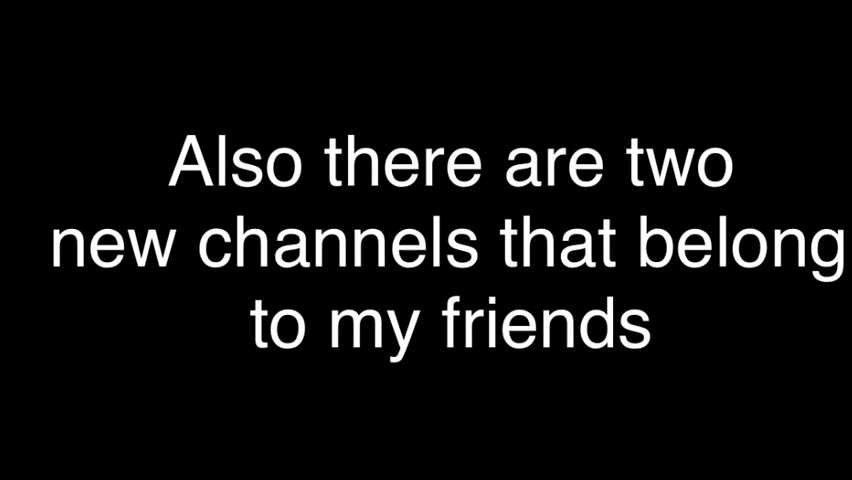 Also there are two
new channels that belong
to my friends